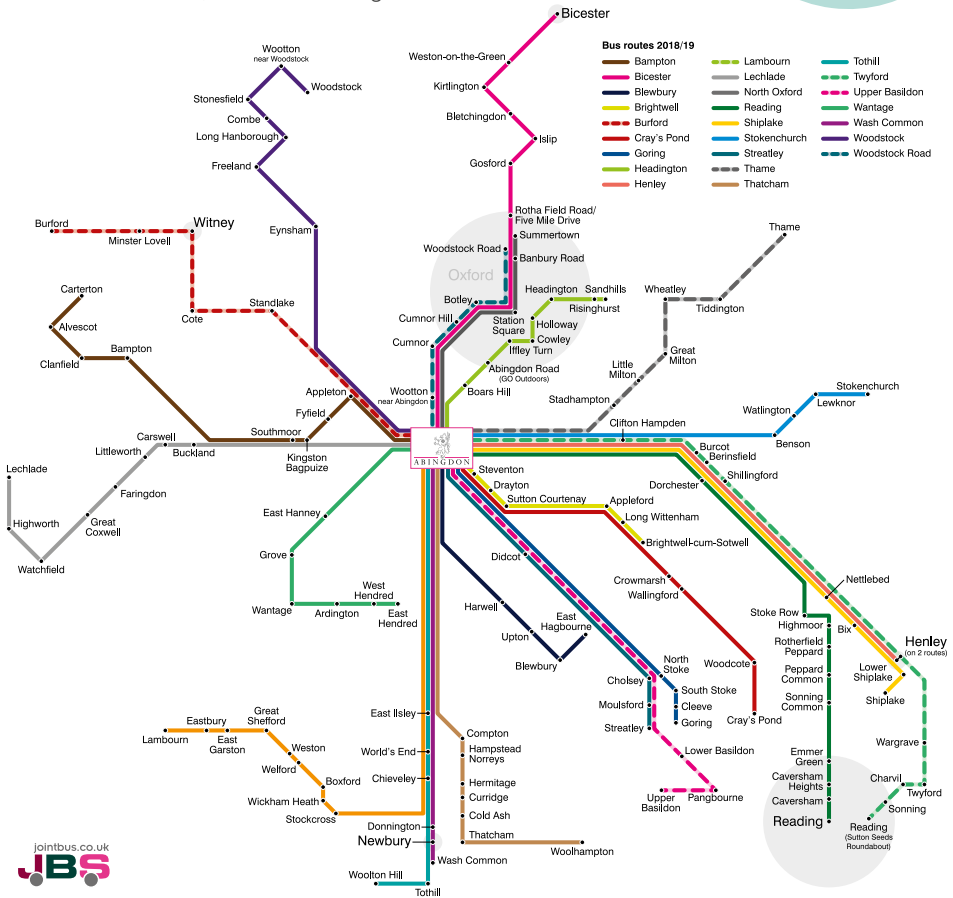 Bicester
Weston-on-the-Green
Kirtlington
Bletchingdon
Islip
Gosford
Rotha Field Road/
Five Mile Drive
Summertown
Woodstock Road
Banbury Road
Oxford
Botley
Cumnor Hill
Cumnor
Station
Square
Wootton
near Abingdon
Headington
Sandhills
Risinghurst
Holloway
Cowley
Iffley Turn
Abingdon Road
(GO Outdoors)
Boars Hill
Bus routes 2018/19
Bampton
Bicester
Blewbury
Brightwell
Burford
Cray's Pond
Goring
Headington
Henley
Lambourn
Lechlade
North Oxford
Reading
Shiplake
Stokenchurch
Streatley
Thame
Thatcham
Tothill
Twyford
Upper Basildon
Wantage
Wash Common
Woodstock
Woodstock Road
Wootton
near Woodstock
Woodstock
Stonesfield
Combe
Long Hanborough
Freeland
Eynsham
Burford
Minster Lovell
Witney
Cote
Standlake
Carterton
Alvescot
Clanfield
Bampton
Appleton
Fyfield
Southmoor
Kingston
Bagpuize
Carswell
Buckland
Littleworth
Lechlade
Faringdon
Highworth
Great
Coxwell
Watchfield
Thame
Wheatley
Tiddington
Great
Milton
Little
Milton
Stadhampton
Stokenchurch
Lewknor
Watlington
Benson
Clifton Hampden
Burcot
Berinsfield
Shillingford
Dorchester
ABINGDON
Steventon
Drayton
Sutton Courtenay
Appleford
Long Wittenham
Brightwell-cum-Sotwell
Didcot
Crowmarsh
Wallingford
Woodcote
Cray's Pond
East Hanney
Grove
Wantage
Ardington
West
Hendred
East
Hendred
Harwell
Upton
East
Hagbourne
Blewbury
North
Stoke
Cholsey
South Stoke
Moulsford
Cleeve
Streatley
Goring
Lower Basildon
Upper
Basildon
Pangbourne
Nettlebed
Stoke Row
Highmoor
Bix
Rotherfield
Peppard
Peppard
Common
Sonning
Common
Emmer
Green
Caversham
Heights
Caversham
Reading
Henley
(on 2 routes)
Lower
Shiplake
Shiplake
Wargrave
Charvil
Twyford
Sonning
Reading
(Sutton Seeds
Roundabout)
East Ilsley
World's End
Chieveley
Donnington
Newbury
Wash Common
Woolton Hill
Tothill
Compton
Hampstead
Norreys
Hermitage
Curridge
Cold Ash
Thatcham
Woolhampton
Lambourn
Eastbury
East
Garston
Great
Shefford
Weston
Welford
Boxford
Wickham Heath
Stockcross
jointbus.co.uk
JBS